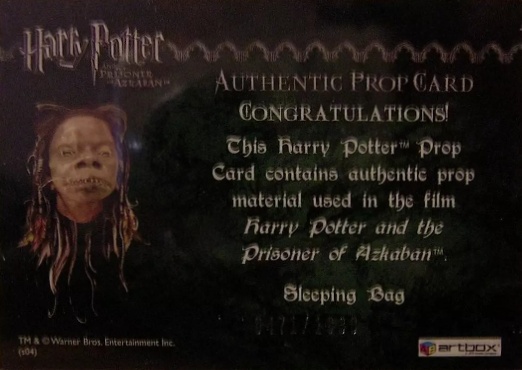 Harry Potter
AND THE
PRISONER
OF AZKABAN™
AUTHENTIC PROP CARD
CONGRATULATIONS!
This Harry Potter™ Prop
Card contains authentic prop
material used in the film
Harry Potter and the
Prisoner of Azkaban™.
Sleeping Bag
TM & © Warner Bros. Entertainment Inc.
(s04)
artbox